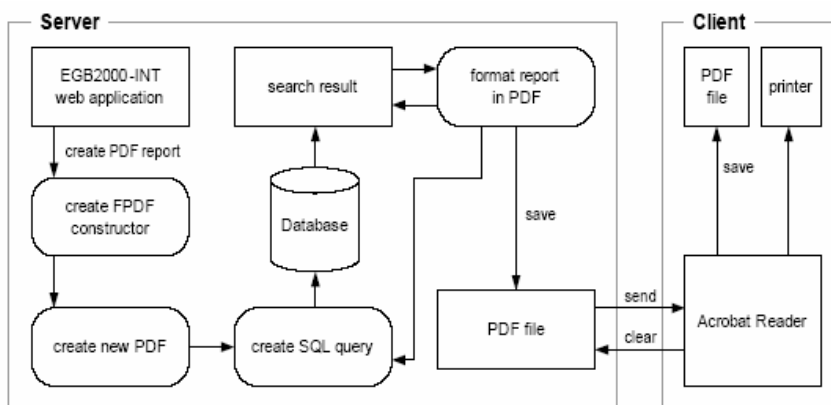 Server
Client
EGB2000-INT
web application
search result
format report
in PDF
PDF
file
printer
create PDF report
save
create FPDF
constructor
Database
save
create new PDF
create SQL query
PDF file
send
clear
Acrobat Reader